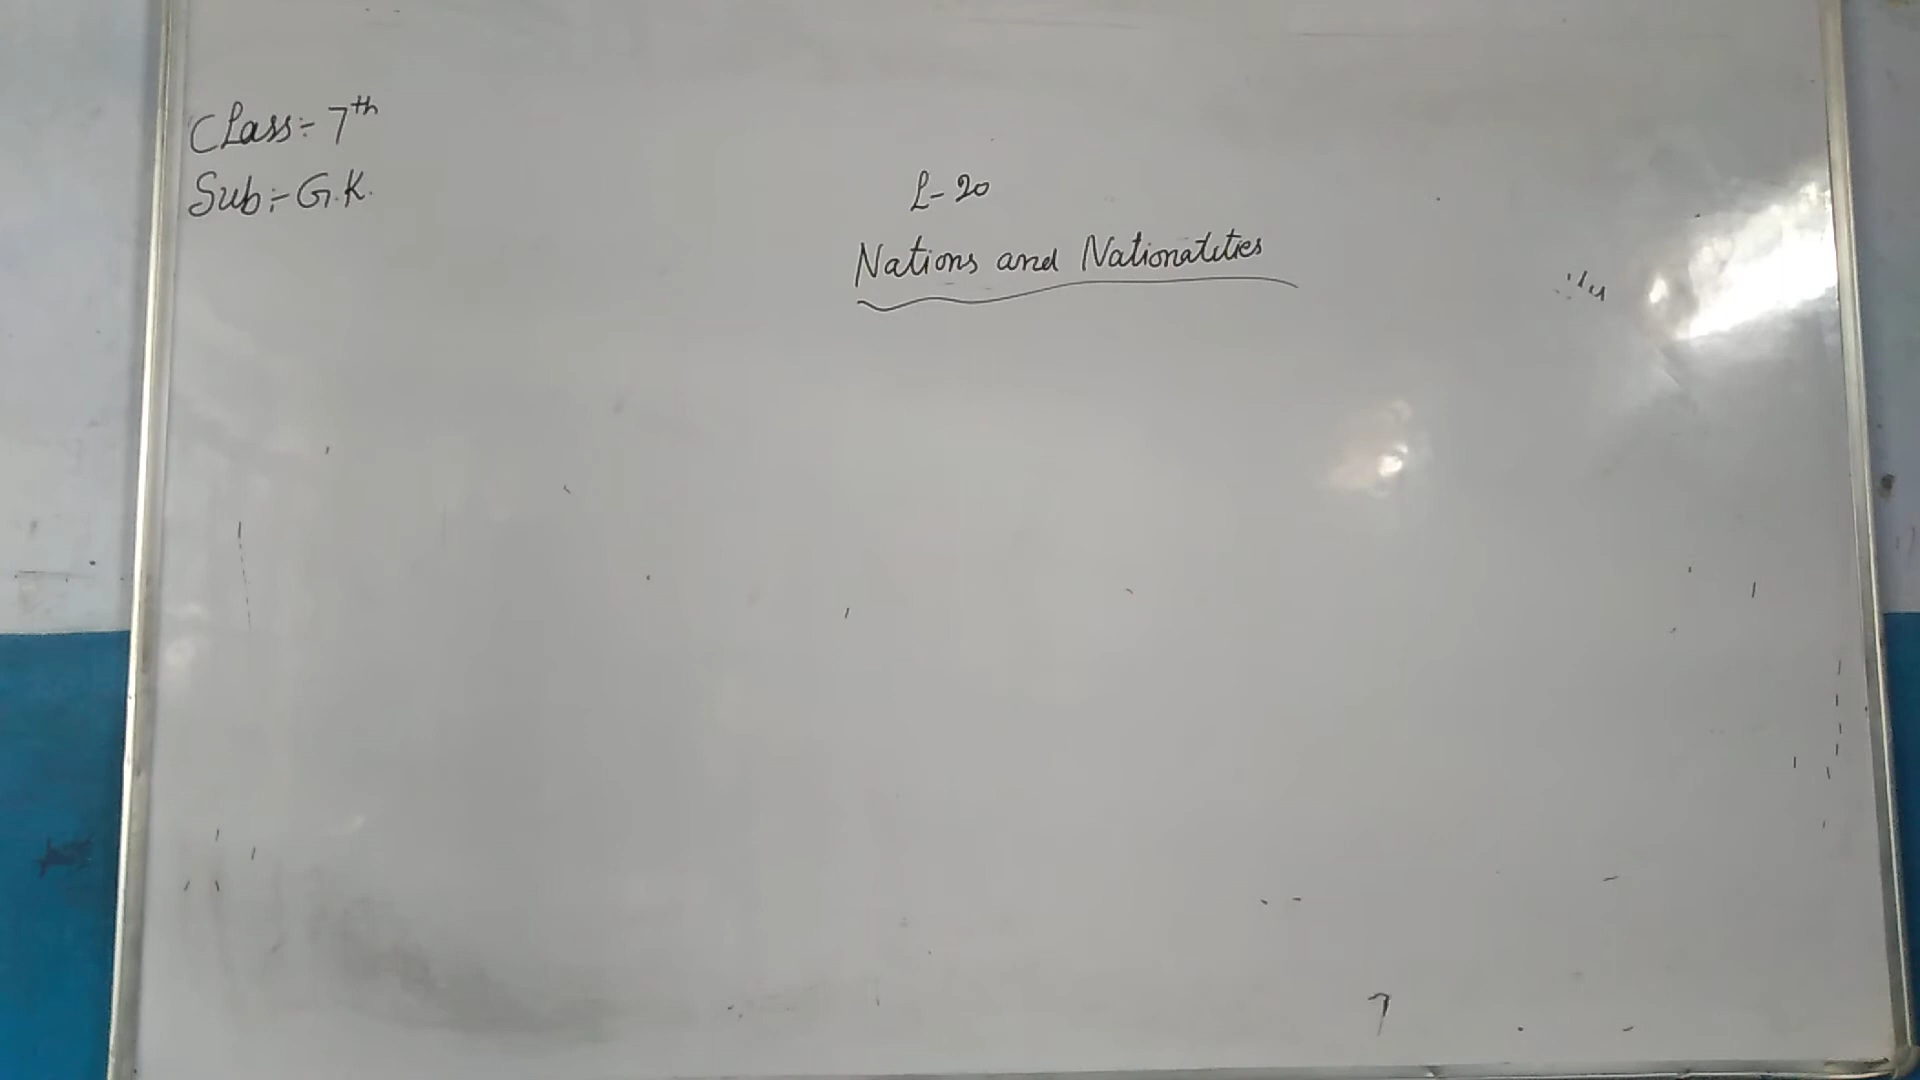 Class:- 7th
Sub:- G.K.
L-20
Nations and Nationalities